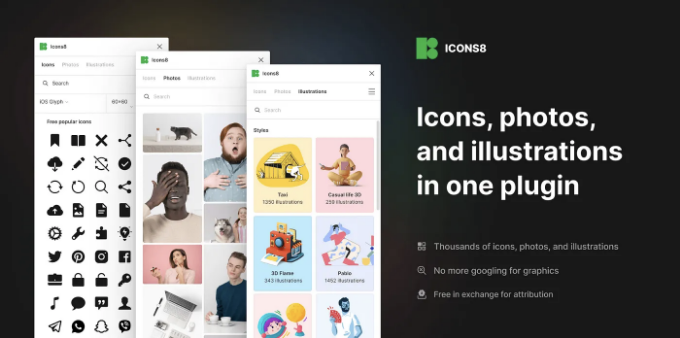 Icons8
Icons Photos Illustrations
Search
iOS Glyph
60×60
Free popular icons
Icons8
Icons Photos Illustrations
Search
Icons8
Icons Photos Illustrations
Search
Styles
Taxi
1350 illustrations
Casual life 3D
259 illustrations
3D Flame
343 illustrations
Pablo
1452 illustrations
ICONS8
Icons, photos,
and illustrations
in one plugin
Thousands of icons, photos, and illustrations
No more googling for graphics
Free in exchange for attribution